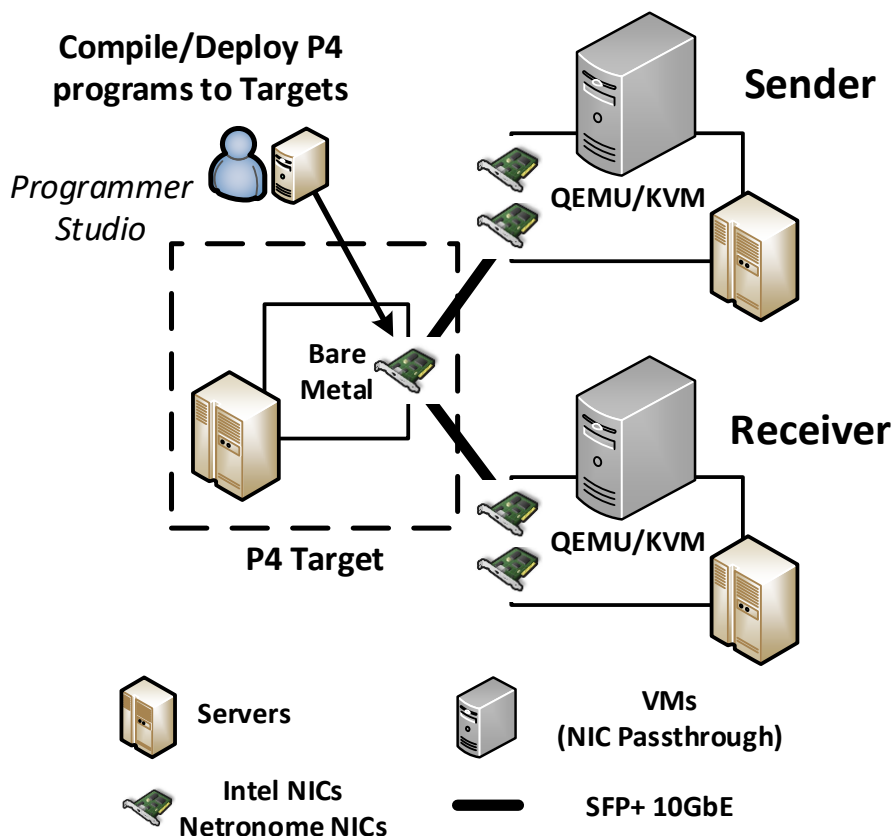 Compile/Deploy P4
programs to Targets
Sender
Programmer
Studio
QEMU/KVM
Bare
Metal
Receiver
QEMU/KVM
P4 Target
Servers
VMs
(NIC Passthrough)
Intel NICs
Netronome NICs
SFP+ 10GbE